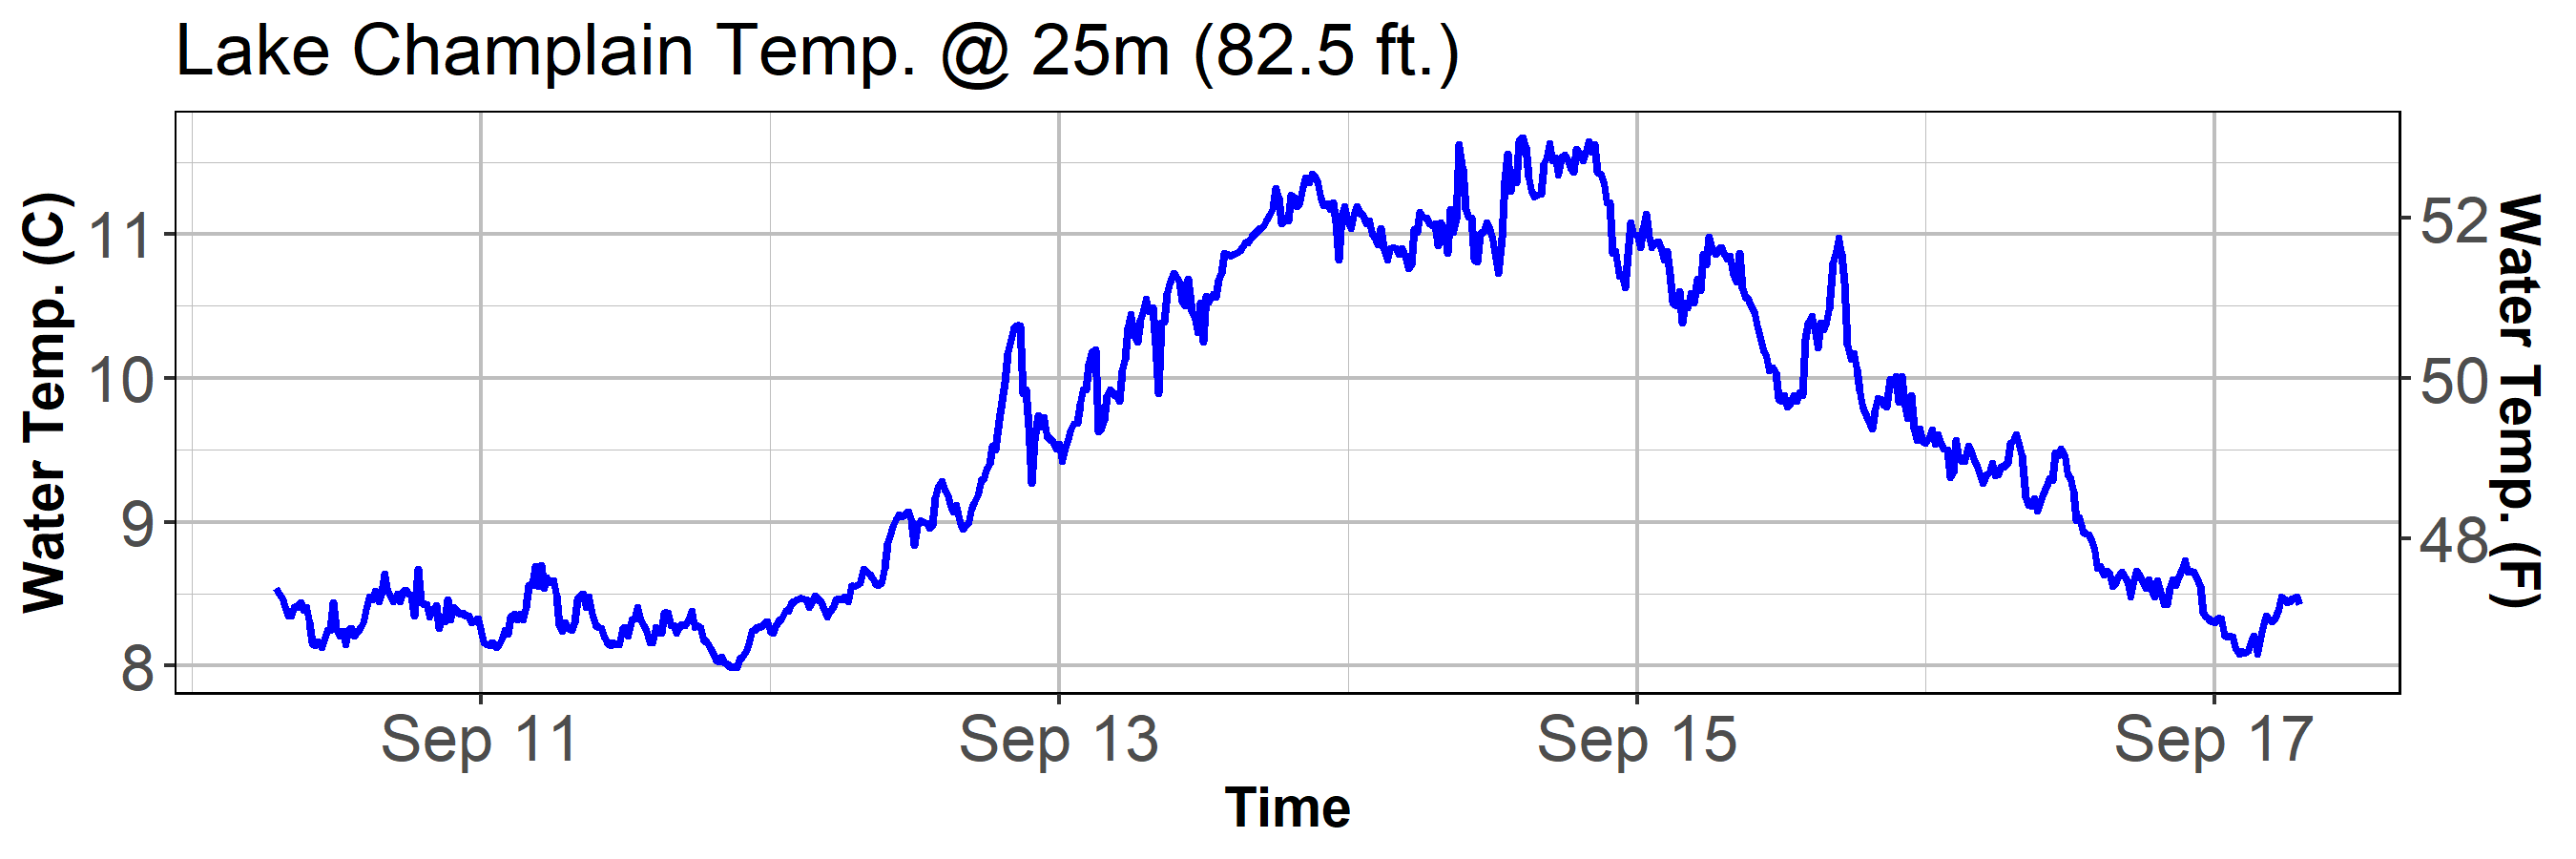 Lake Champlain Temp. @ 25m (82.5 ft.)
Water Temp. (C)
11
10
9
8
52
50
48
Water Temp. (F)
Sep 11
Sep 13
Sep 15
Sep 17
Time